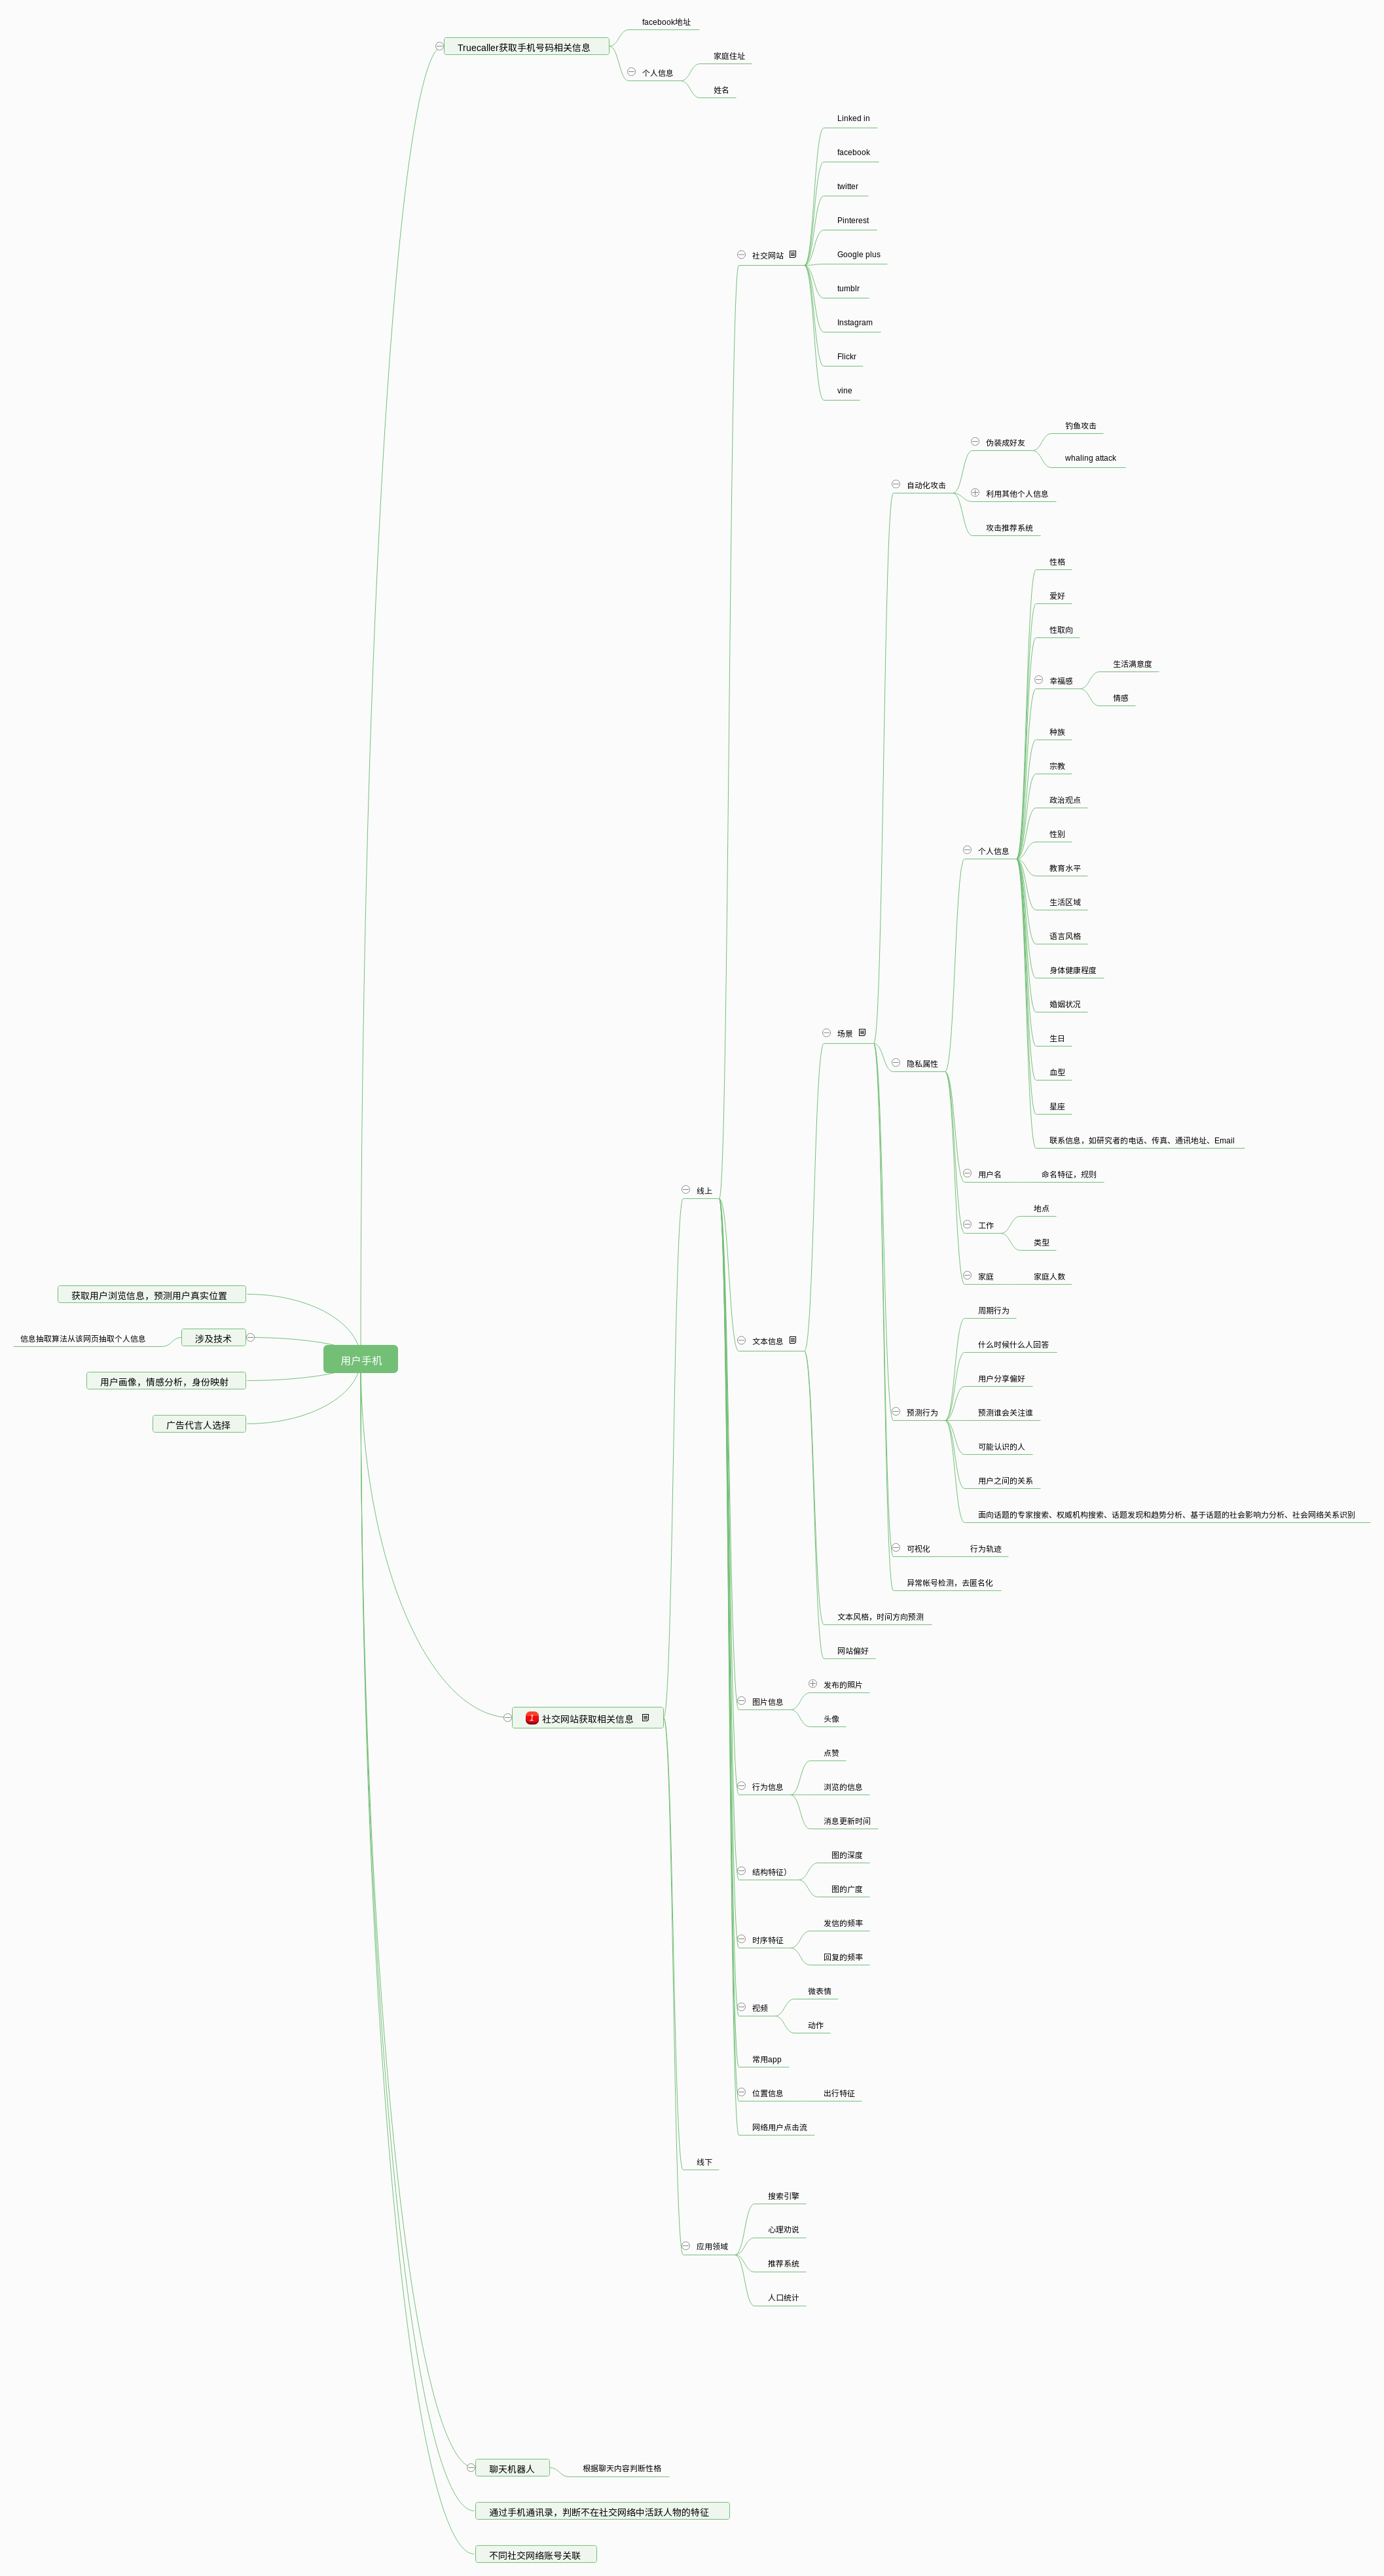 facebook地址
Truecaller获取手机号码相关信息
家庭住址
个人信息
姓名
Linked in
facebook
twitter
Pinterest
社交网站
Google plus
tumblr
Instagram
Flickr
vine
钓鱼攻击
伪装成好友
whaling attack
自动化攻击
利用其他个人信息
攻击推荐系统
性格
爱好
性取向
生活满意度
幸福感
情感
种族
宗教
政治观点
性别
个人信息
教育水平
生活区域
语言风格
身体健康程度
婚姻状况
场景
生日
隐私属性
血型
星座
联系信息，如研究者的电话、传真、通讯地址、Email
用户名
命名特征，规则
线上
地点
工作
类型
家庭
家庭人数
获取用户浏览信息，预测用户真实位置
周期行为
涉及技术
信息抽取算法从该网页抽取个人信息
文本信息
什么时候什么人回答
用户手机
用户画像，情感分析，身份映射
用户分享偏好
预测行为
预测谁会关注谁
广告代言人选择
可能认识的人
用户之间的关系
面向话题的专家搜索、权威机构搜索、话题发现和趋势分析、基于话题的社会影响力分析、社会网络关系识别
可视化
行为轨迹
异常帐号检测，去匿名化
文本风格，时间方向预测
网站偏好
发布的照片
图片信息
社交网站获取相关信息
头像
点赞
行为信息
浏览的信息
消息更新时间
图的深度
结构特征）
图的广度
发信的频率
时序特征
回复的频率
微表情
视频
动作
常用app
位置信息
出行特征
网络用户点击流
线下
搜索引擎
心理劝说
应用领域
推荐系统
人口统计
聊天机器人
根据聊天内容判断性格
通过手机通讯录，判断不在社交网络中活跃人物的特征
不同社交网络账号关联